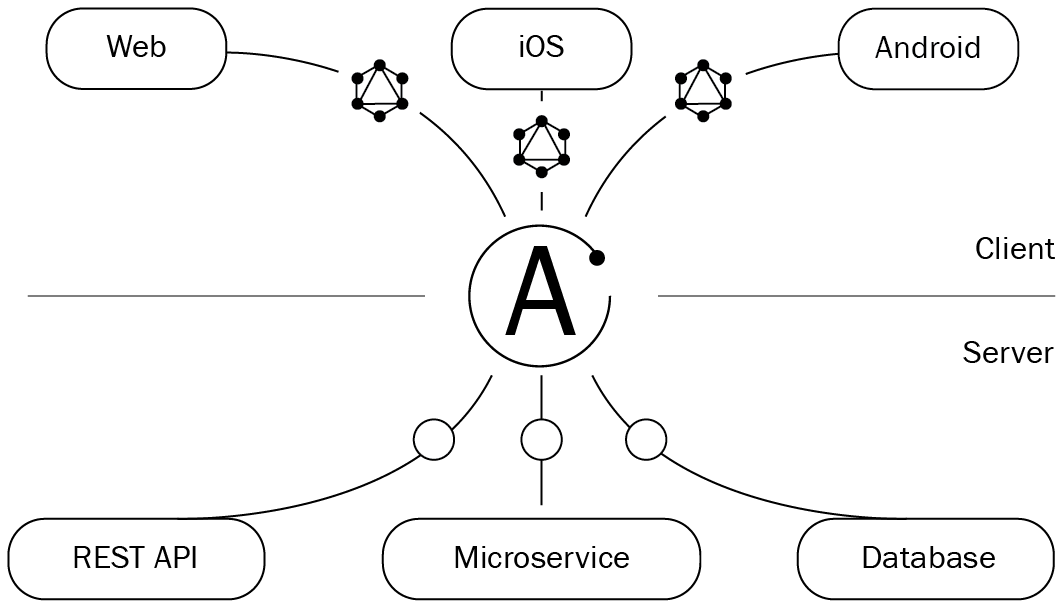 Web
iOS
Android
A
Client
Server
REST API
Microservice
Database